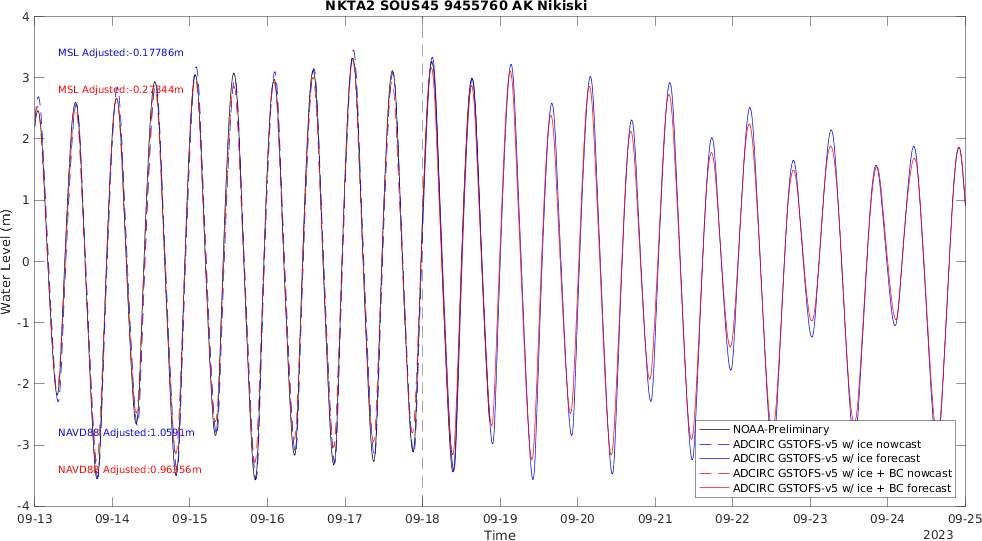 NKTA2 SOUS45 9455760 AK Nikiski
4
3
2
1
0
-1
-2
-3
-4
Water Level (m)
MSL Adjusted:-0.17786m
MSL Adjusted:-0.27344m
NAVD88 Adjusted:1.0591m
NAVD88 Adjusted:0.96356m
NOAA-Preliminary
ADCIRC GSTOFS-v5 w/ ice nowcast
ADCIRC GSTOFS-v5 w/ ice forecast
ADCIRC GSTOFS-v5 w/ ice + BC nowcast
ADCIRC GSTOFS-v5 w/ ice + BC forecast
09-13 09-14 09-15 09-16 09-17 09-18 09-19 09-20 09-21 09-22 09-23 09-24 09-25
Time
2023